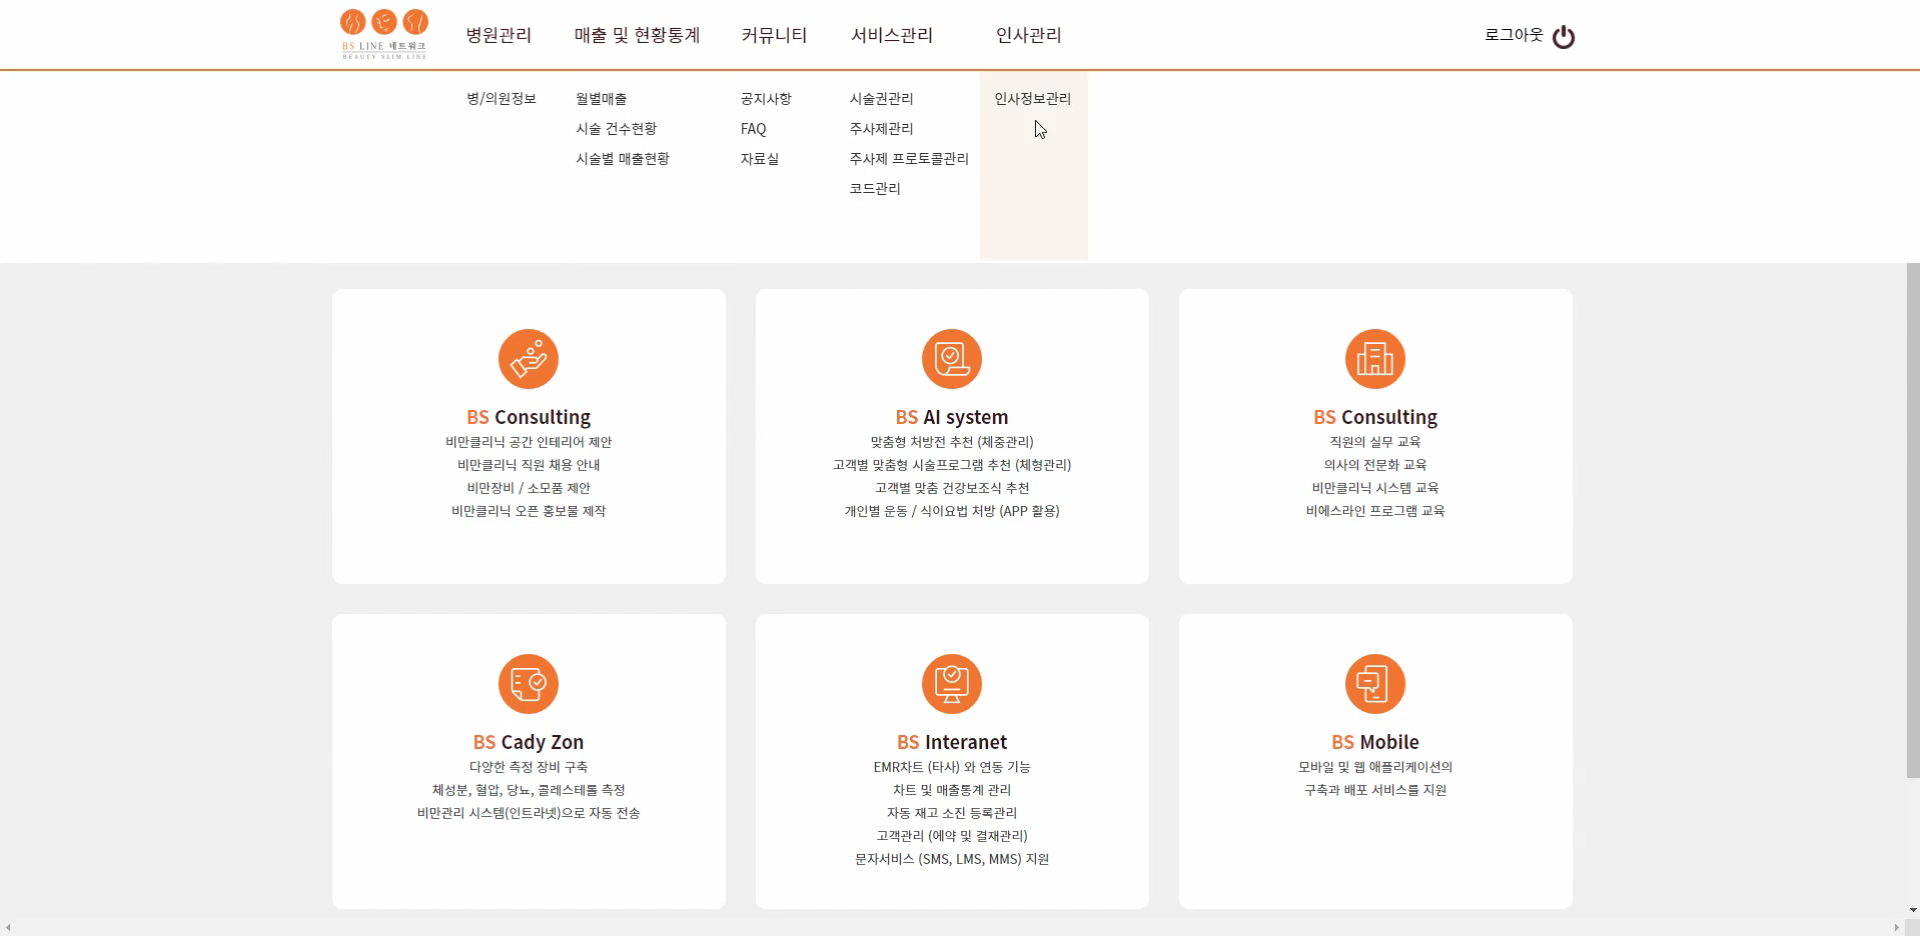 BS LINE 네트워크
BEAUTY SLIM LINE
병원관리
매출 및 현황통계
커뮤니티
서비스관리
인사관리
로그아웃
병/의원정보
월별매출
시술 건수현황
시술별 매출현황
공지사항
FAQ
자료실
시술권관리
주사제관리
주사제 프로토콜관리
코드관리
인사정보관리
BS Consulting
비만클리닉 공간 인테리어 제안
비만클리닉 직원 채용 안내
비만장비 / 소모품 제안
비만클리닉 오픈 홍보물 제작
BS AI system
맞춤형 처방전 추천 (체중관리)
고객별 맞춤형 시술프로그램 추천 (체형관리)
고객별 맞춤 건강보조식 추천
개인별 운동 / 식이요법 처방 (APP 활용)
BS Consulting
직원의 실무 교육
의사의 전문화 교육
비만클리닉 시스템 교육
비에스라인 프로그램 교육
BS Cady Zon
다양한 측정 장비 구축
체성분, 혈압, 당뇨, 콜레스테롤 측정
비만관리 시스템(인트라넷)으로 자동 전송
BS Interanet
EMR차트 (타사) 와 연동 기능
차트 및 매출통계 관리
자동 재고 소진 등록관리
고객관리 (예약 및 결재관리)
문자서비스 (SMS, LMS, MMS) 지원
BS Mobile
모바일 및 웹 애플리케이션의
구축과 배포 서비스를 지원